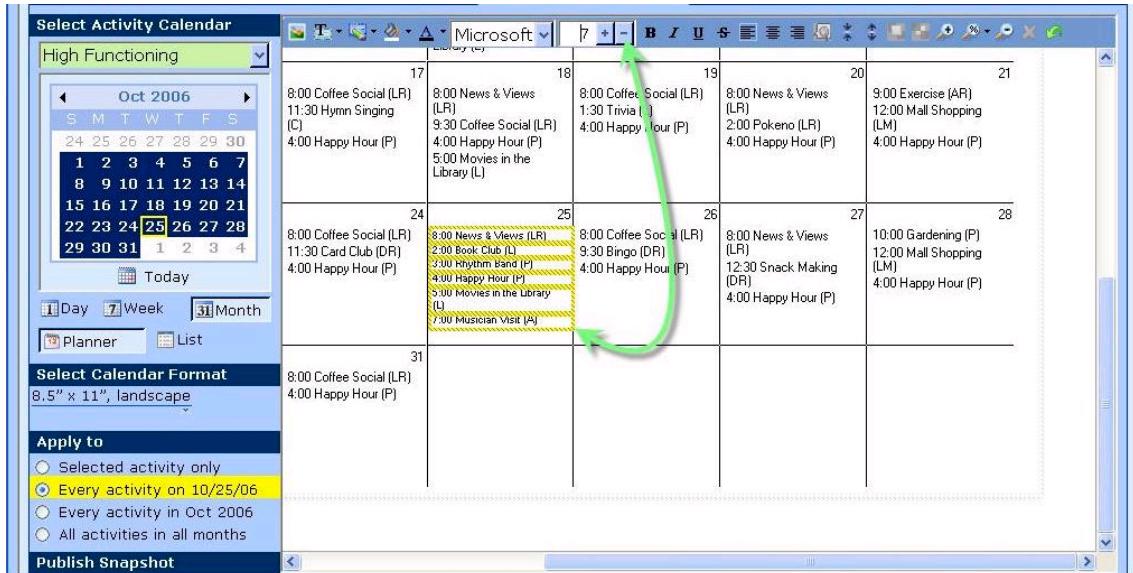 Select Activity Calendar
High Functioning
Oct 2006
S M T W T F S
24 25 26 27 28 29 30
1 2 3 4 5 6 7
8 9 10 11 12 13 14
15 16 17 18 19 20 21
22 23 24 25 26 27 28
29 30 31 1 2 3 4
Today
1 Day 7 Week 31 Month
Planner List
Select Calendar Format
8.5" x 11", landscape
Apply to
Selected activity only
Every activity on 10/25/06
Every activity in Oct 2006
All activities in all months
Publish Snapshot
T A Microsoft 7 + - B I U S
17
8:00 Coffee Social (LR)
11:30 Hymn Singing
(C)
4:00 Happy Hour (P)
18
8:00 News & Views
(LR)
9:30 Coffee Social (LR)
4:00 Happy Hour (P)
5:00 Movies in the
Library (L)
19
8:00 Coffee Social (LR)
1:30 Trivia
4:00 Happy Hour (P)
20
8:00 News & Views
(LR)
2:00 Pokeno (LR)
4:00 Happy Hour (P)
21
9:00 Exercise (AR)
12:00 Mall Shopping
(LM)
4:00 Happy Hour (P)
24
8:00 Coffee Social (LR)
11:30 Card Club (DR)
4:00 Happy Hour (P)
25
8:00 News & Views (LR)
2:00 Book Club (L)
3:00 Rhythm Band (P)
4:00 Happy Hour (P)
5:00 Movies in the Library
(L)
7:00 Musician Visit (A)
26
8:00 Coffee Social (LR)
9:30 Bingo (DR)
4:00 Happy Hour (P)
27
8:00 News & Views
(LR)
12:30 Snack Making
(DR)
4:00 Happy Hour (P)
28
10:00 Gardening (P)
12:00 Mall Shopping
(LM)
4:00 Happy Hour (P)
31
8:00 Coffee Social (LR)
4:00 Happy Hour (P)